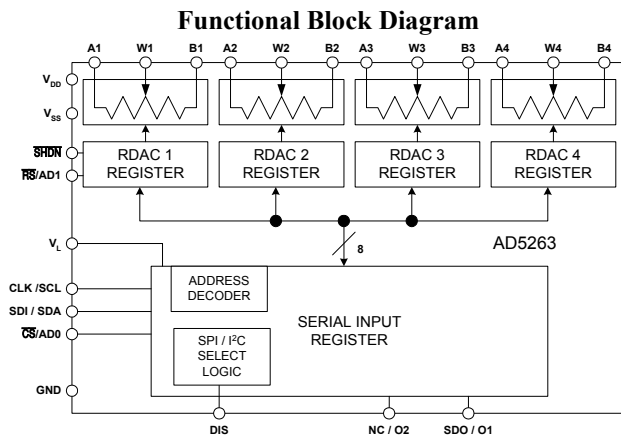 Functional Block Diagram
A1 W1 B1 A2 W2 B2 A3 W3 B3 A4 W4 B4
VDD
VSS
SHDN
RS/AD1
RDAC 1
REGISTER
RDAC 2
REGISTER
RDAC 3
REGISTER
RDAC 4
REGISTER
8
AD5263
VL
CLK /SCL
SDI / SDA
CS/AD0
GND
ADDRESS
DECODER
SERIAL INPUT
REGISTER
SPI / I²C
SELECT
LOGIC
DIS
NC / O2
SDO / O1